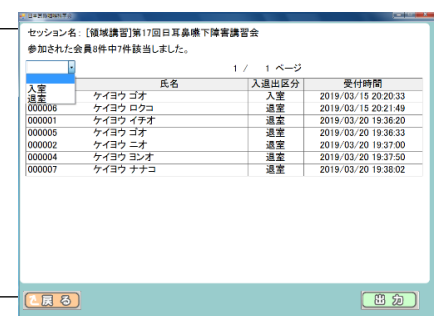 セッション名：[領域講習]第17回日耳鼻嚥下障害講習会
参加された会員8件中7件該当しました。
1 / 1 ページ
氏名 入退出区分 受付時間
入室
退室
ケイヨウ ゴオ 入室 2019/03/15 20:20:33
000006 ケイヨウ ロクコ 退室 2019/03/15 20:21:49
000001 ケイヨウ イチオ 退室 2019/03/20 19:36:20
000005 ケイヨウ ゴオ 退室 2019/03/20 19:36:33
000002 ケイヨウ ニオ 退室 2019/03/20 19:37:00
000004 ケイヨウ ヨンオ 退室 2019/03/20 19:37:50
000007 ケイヨウ ナナコ 退室 2019/03/20 19:38:02
戻る 出力